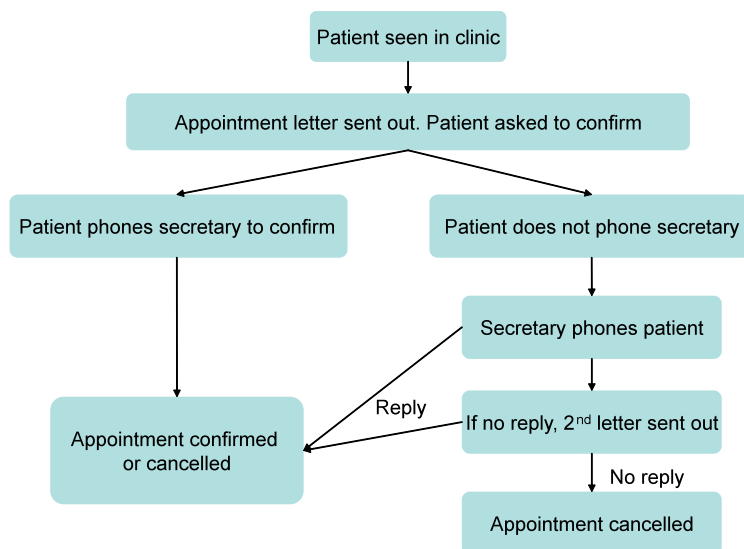 Patient seen in clinic
Appointment letter sent out. Patient asked to confirm
Patient phones secretary to confirm
Patient does not phone secretary
Secretary phones patient
Reply
If no reply, 2nd letter sent out
Appointment confirmed
or cancelled
No reply
Appointment cancelled